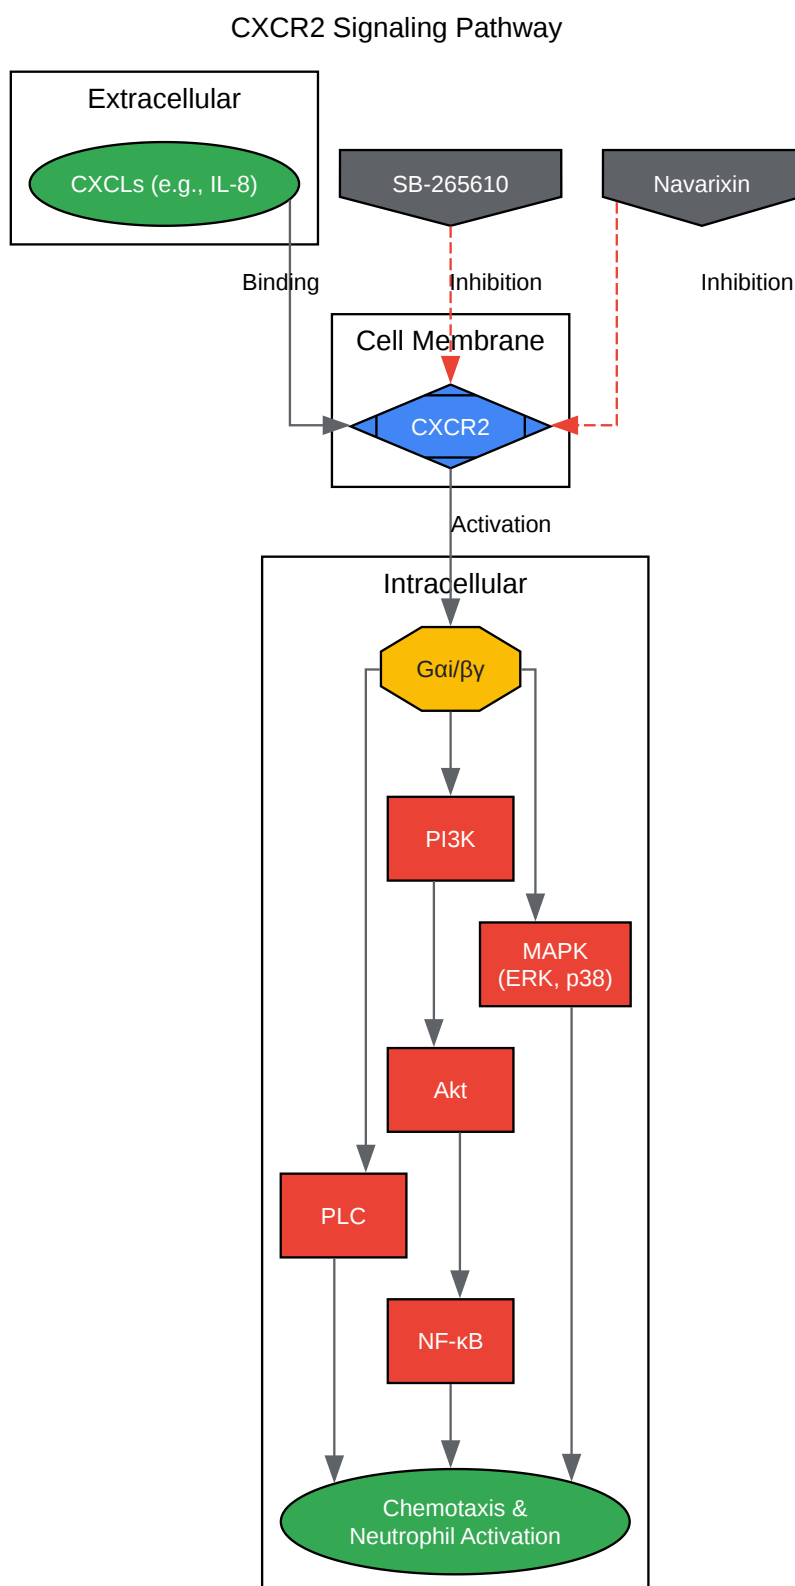 CXCR2 Signaling Pathway
Extracellular
CXCLs (e.g., IL-8)
SB-265610
Navarixin
Binding
Inhibition
Inhibition
Cell Membrane
CXCR2
Activation
Intracellular
Gαi/βγ
PI3K
MAPK
(ERK, p38)
Akt
PLC
NF-κB
Chemotaxis &
Neutrophil Activation